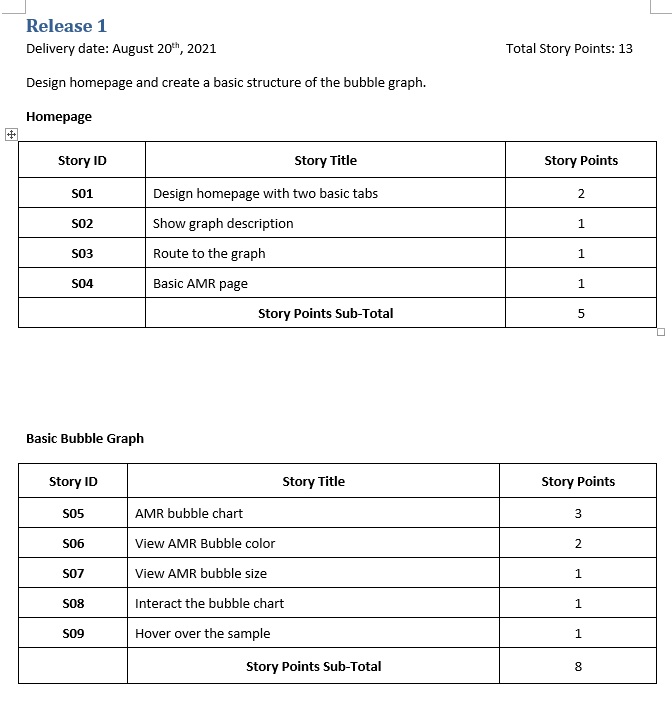 Release 1
Delivery date: August 20th, 2021 Total Story Points: 13
Design homepage and create a basic structure of the bubble graph.
Homepage
Story ID Story Title Story Points
S01 Design homepage with two basic tabs 2
S02 Show graph description 1
S03 Route to the graph 1
S04 Basic AMR page 1
Story Points Sub-Total 5
Basic Bubble Graph
Story ID Story Title Story Points
S05 AMR bubble chart 3
S06 View AMR Bubble color 2
S07 View AMR bubble size 1
S08 Interact the bubble chart 1
S09 Hover over the sample 1
Story Points Sub-Total 8